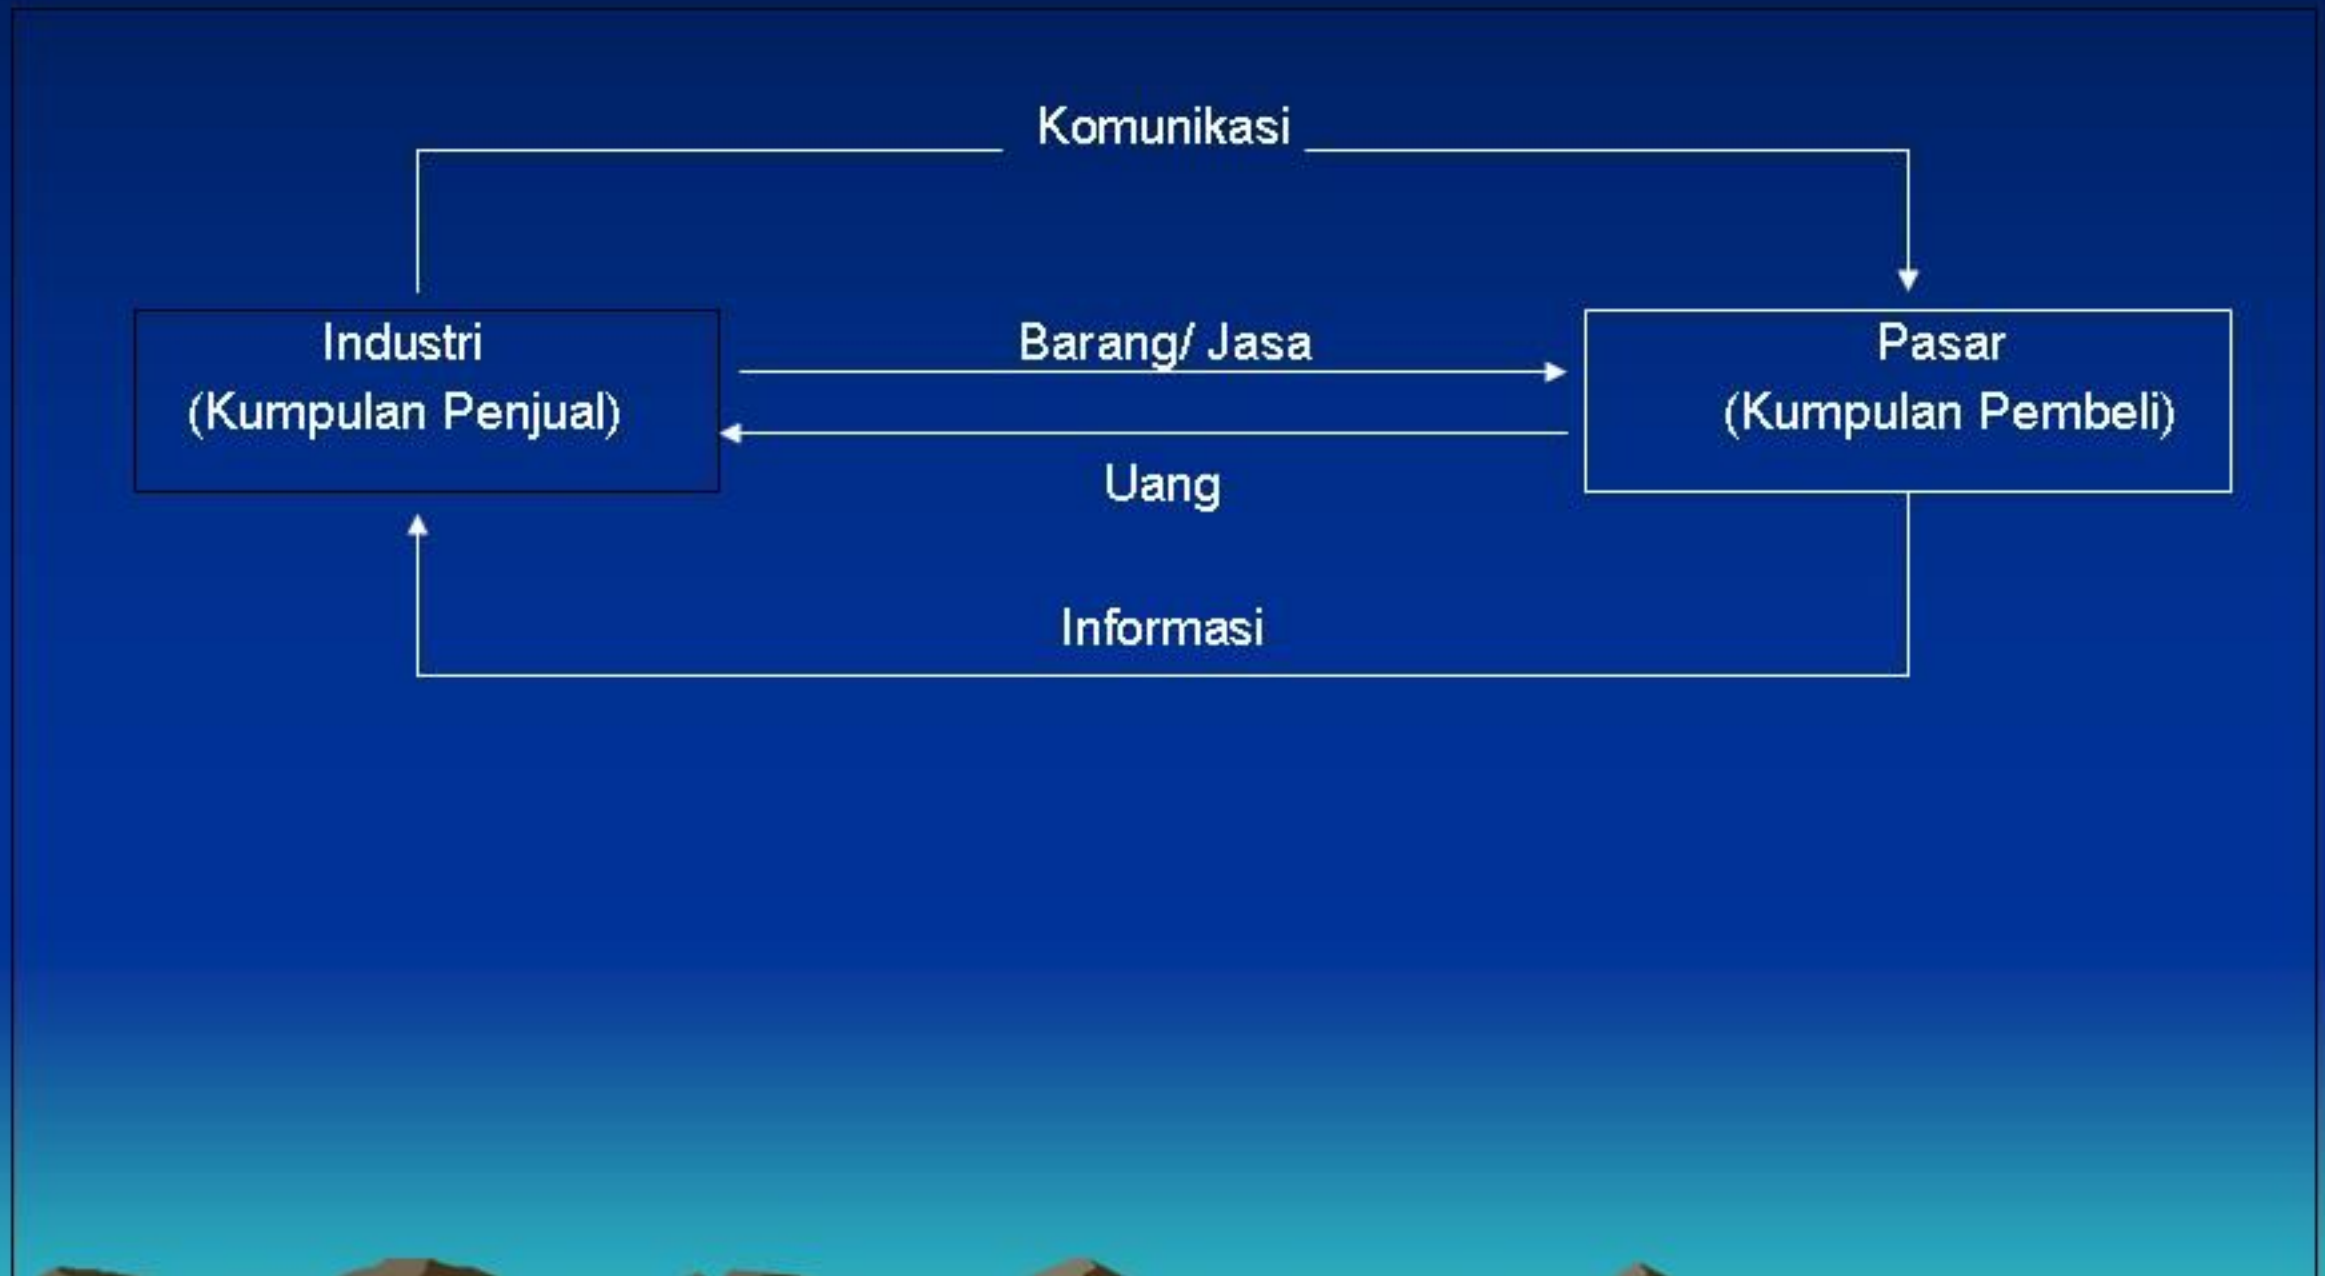 Komunikasi
Industri
(Kumpulan Penjual)
Barang/ Jasa
Uang
Pasar
(Kumpulan Pembeli)
Informasi